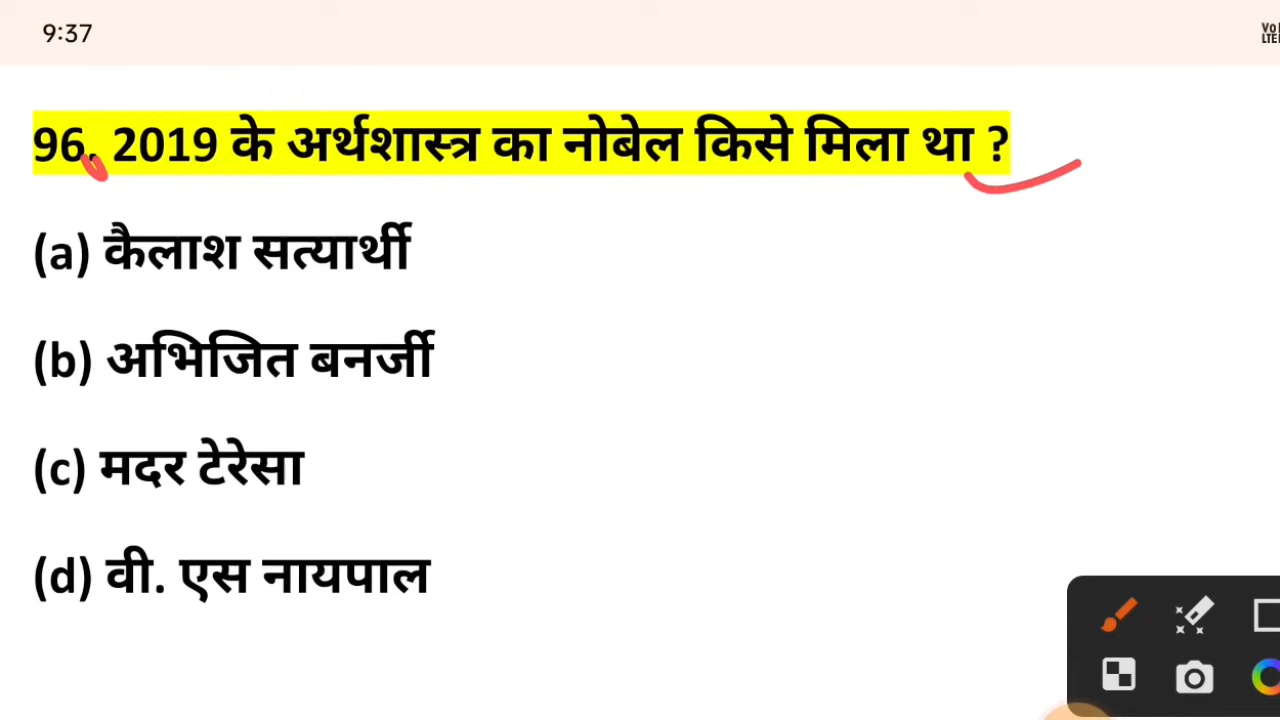 9:37
96. 2019 के अर्थशास्त्र का नोबेल किसे मिला था ?
(a) कैलाश सत्यार्थी
(b) अभिजित बनर्जी
(c) मदर टेरेसा
(d) वी. एस नायपाल